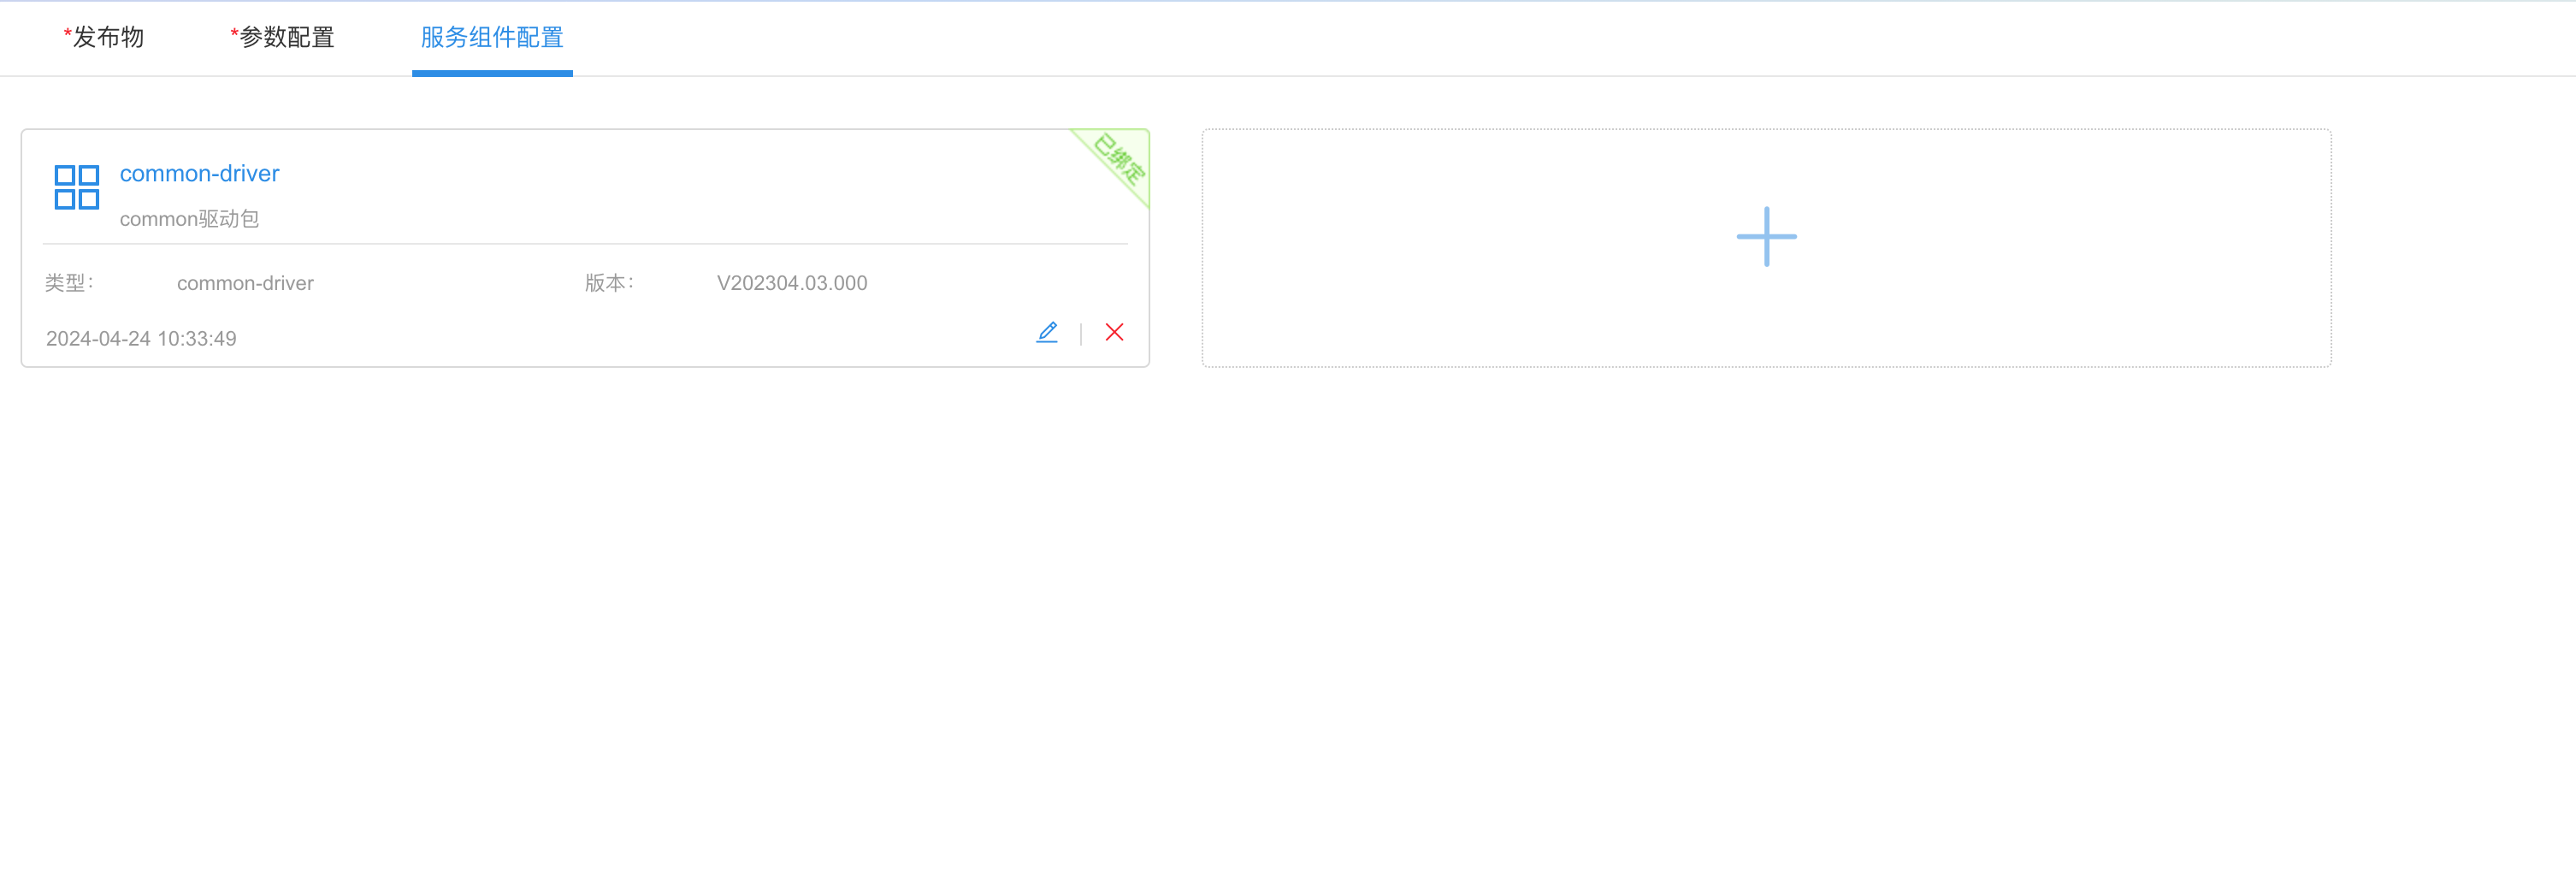 *发布物
*参数配置
服务组件配置
已绑定
common-driver
common驱动包
类型：
common-driver
版本：
V202304.03.000
2024-04-24 10:33:49